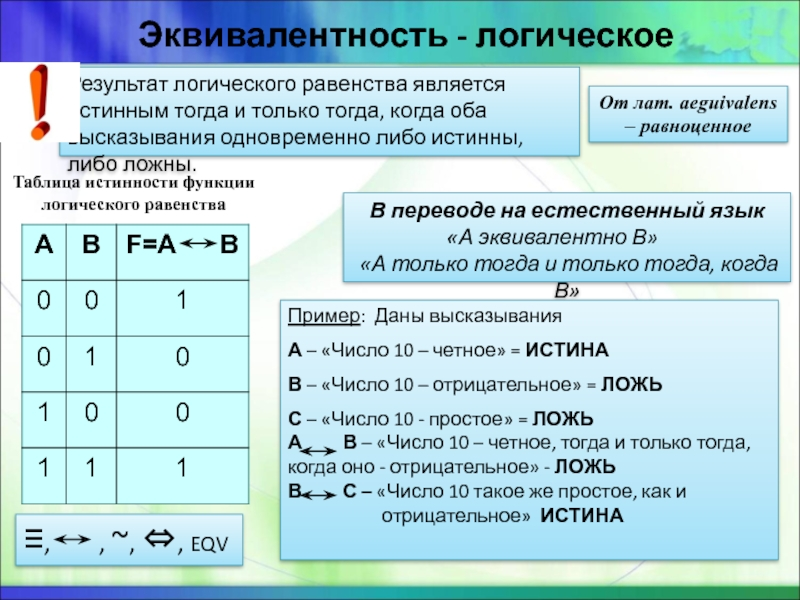 Эквивалентность - логическое
!
Результат логического равенства является
истинным тогда и только тогда, когда оба
высказывания одновременно либо истинны,
либо ложны.
От лат. aeguivalens
– равноценное
Таблица истинности функции
логического равенства
A B F=A↔B
0 0 1
0 1 0
1 0 0
1 1 1
≡,↔ , ~, ⇔, EQV
В переводе на естественный язык
«А эквивалентно В»
«А только тогда и только тогда, когда
В»
Пример: Даны высказывания
А – «Число 10 – четное» = ИСТИНА
В – «Число 10 – отрицательное» = ЛОЖЬ
С – «Число 10 - простое» = ЛОЖЬ
А ↔ В – «Число 10 – четное, тогда и только тогда,
когда оно - отрицательное» - ЛОЖЬ
В ↔ С – «Число 10 такое же простое, как и
отрицательное» ИСТИНА